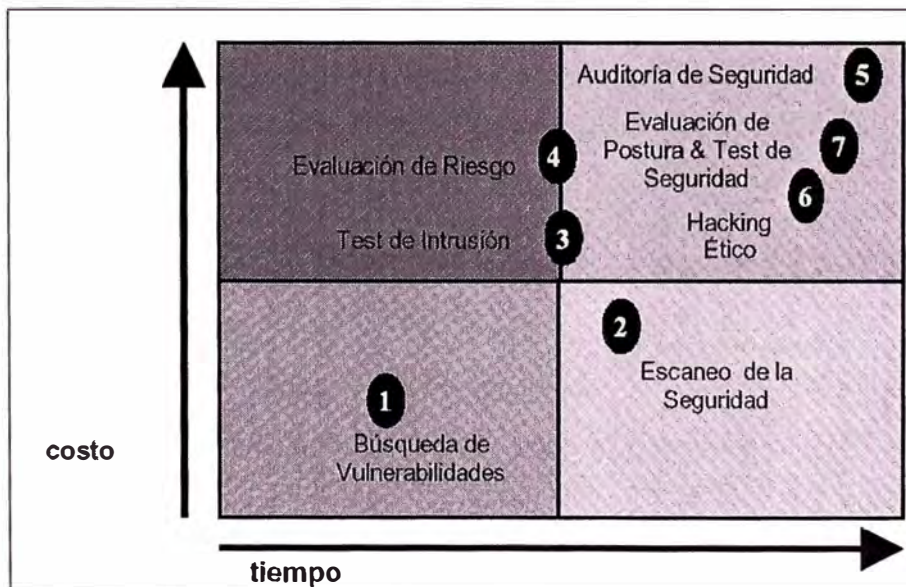 Auditoría de Seguridad
5
Evaluación de
Postura & Test de
Seguridad
7
4
Evaluación de Riesgo
6
Test de Intrusión
3
Hacking
Ético
2
Escaneo de la
Seguridad
1
Búsqueda de
Vulnerabilidades
costo
tiempo